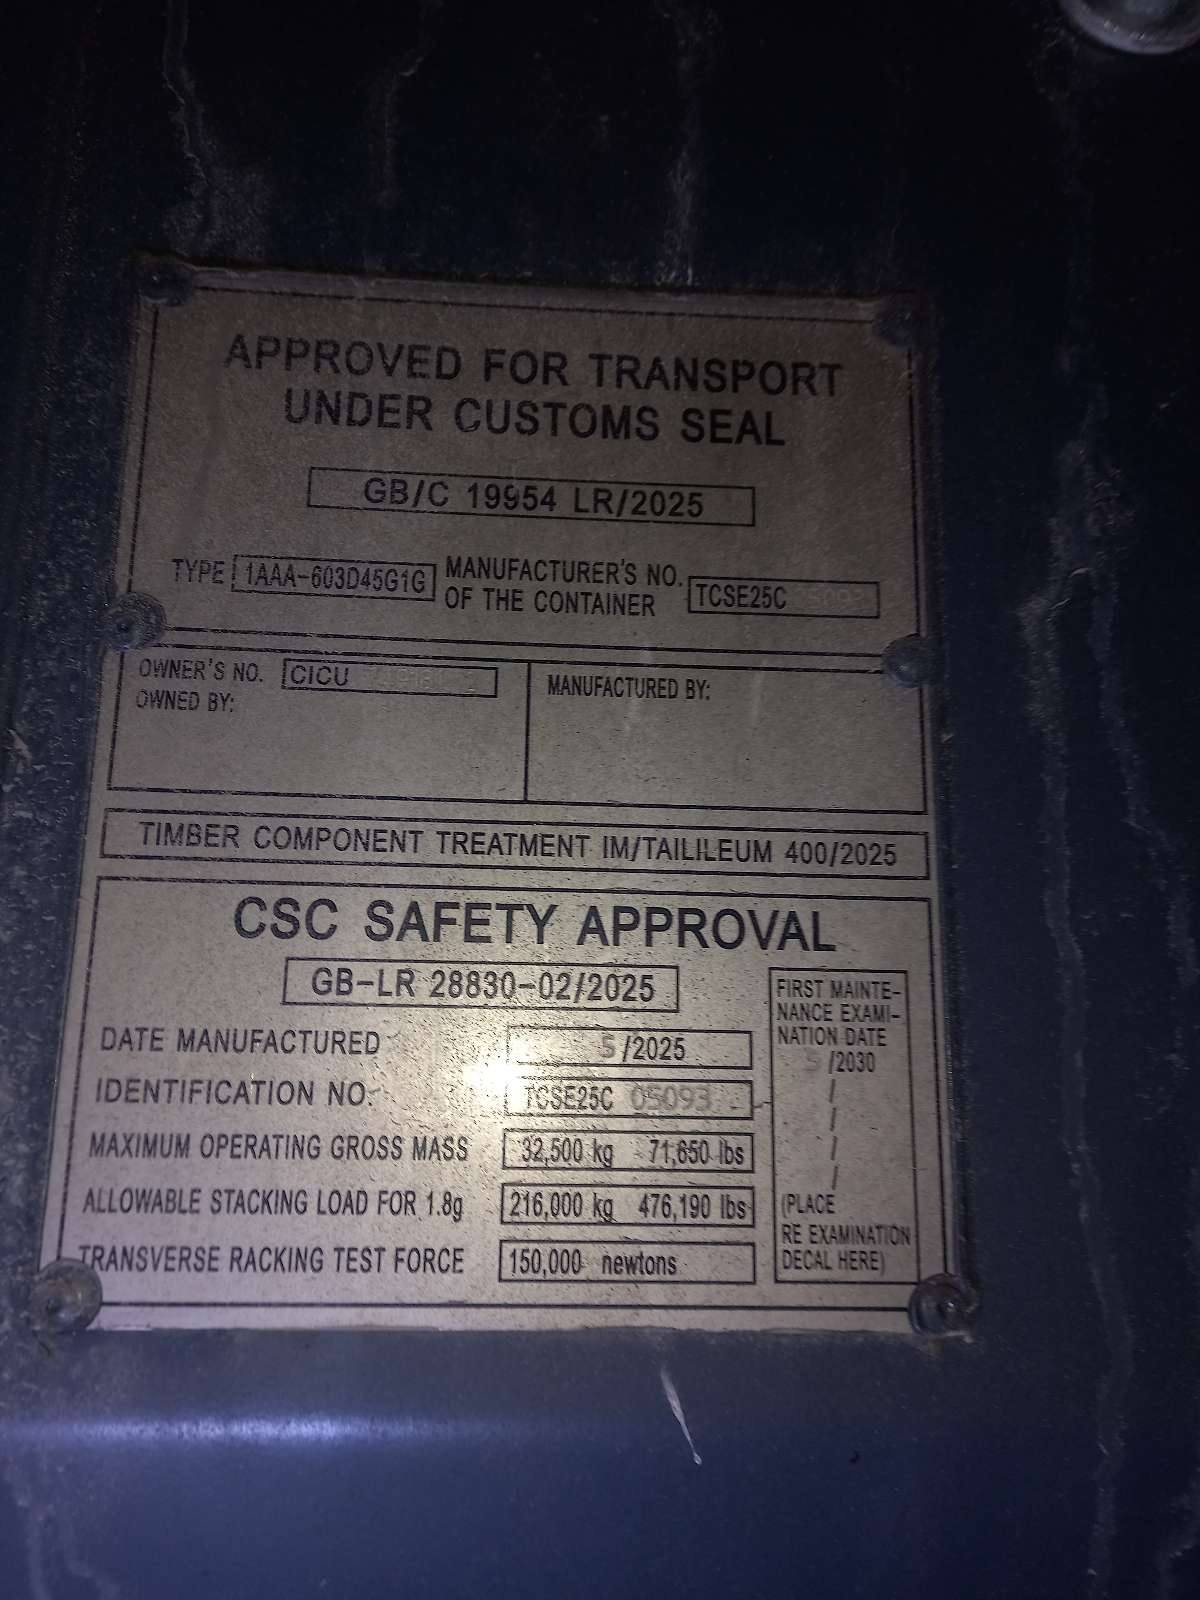 APPROVED FOR TRANSPORT
UNDER CUSTOMS SEAL
GB/C 19954 LR/2025
TYPE 1AAA-603D45G1G
MANUFACTURER'S NO.
OF THE CONTAINER
TCSE25C 05093
OWNER'S NO. CICU
OWNED BY:
MANUFACTURED BY:
TIMBER COMPONENT TREATMENT IM/TAILILEUM 400/2025
CSC SAFETY APPROVAL
GB-LR 28830-02/2025
DATE MANUFACTURED 5/2025
IDENTIFICATION NO. TCSE25C 05093
MAXIMUM OPERATING GROSS MASS 32,500 kg 71,650 lbs
ALLOWABLE STACKING LOAD FOR 1.8g 216,000 kg 476,190 lbs
TRANSVERSE RACKING TEST FORCE 150,000 newtons
FIRST MAINTE-
NANCE EXAMI-
NATION DATE
5/2030
/
/
/
/
/
(PLACE
RE EXAMINATION
DECAL HERE)